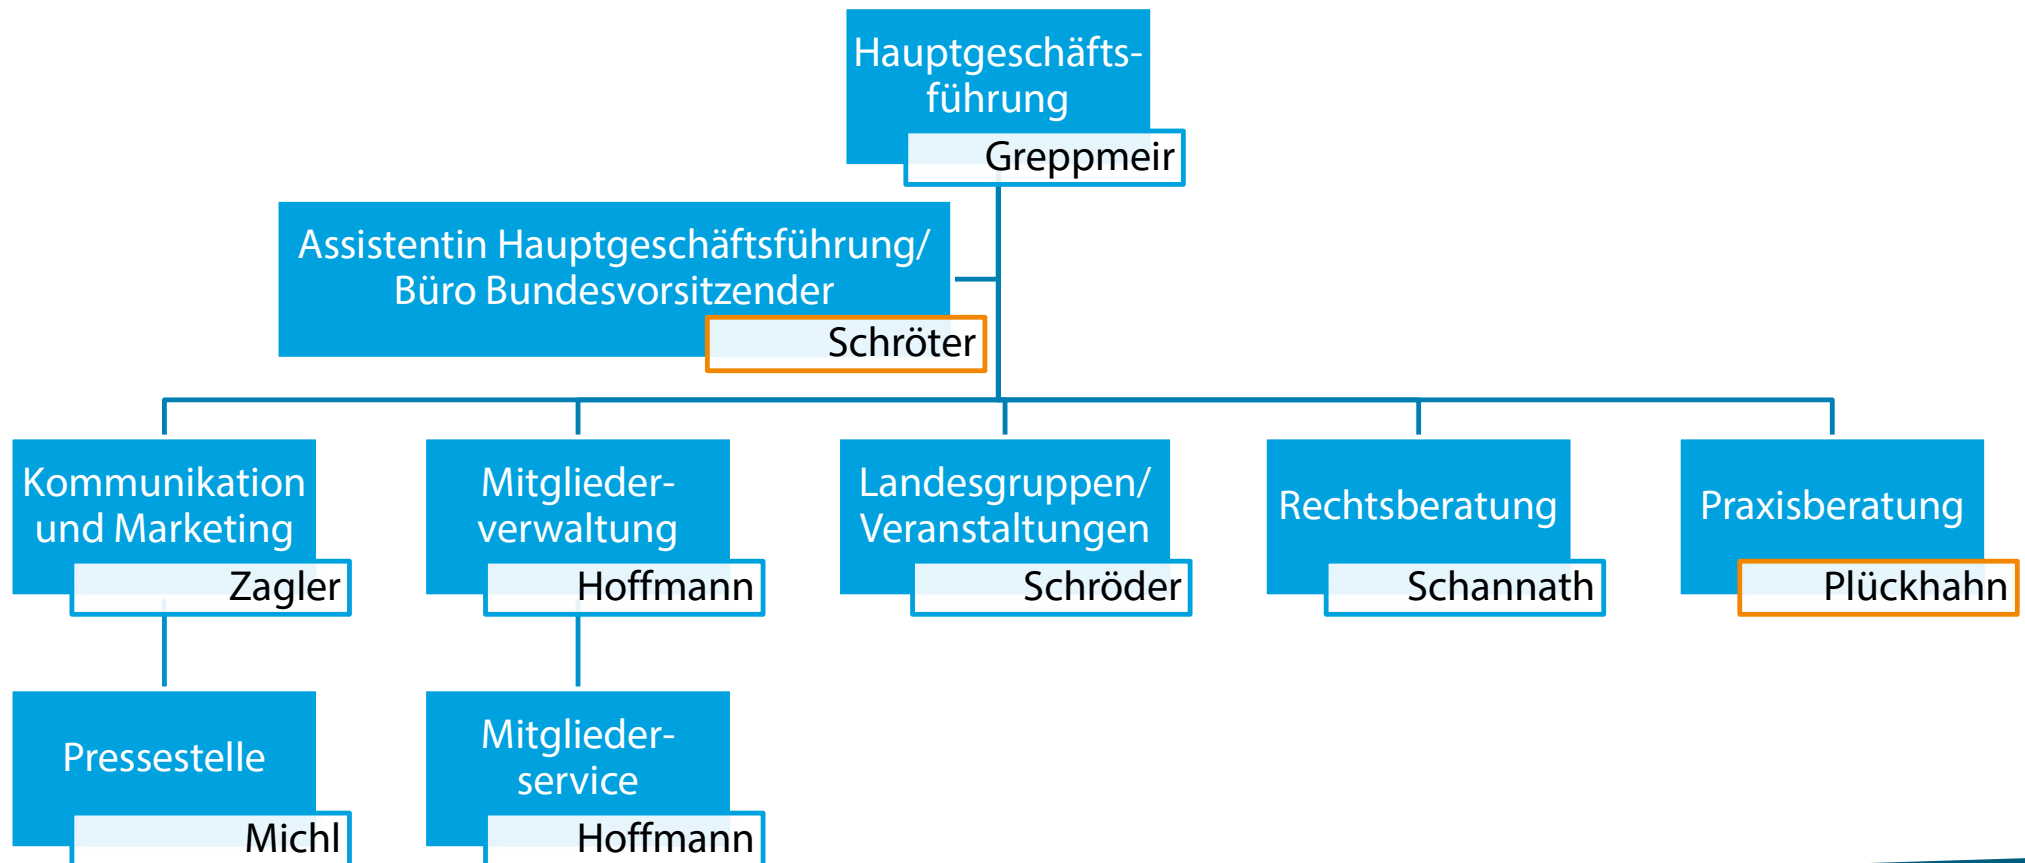 Hauptgeschäfts-
führung
Greppmeir
Assistentin Hauptgeschäftsführung/
Büro Bundesvorsitzender
Schröter
Kommunikation
und Marketing
Zagler
Mitglieder-
verwaltung
Hoffmann
Landesgruppen/
Veranstaltungen
Schröder
Rechtsberatung
Schannath
Praxisberatung
Plückhahn
Pressestelle
Michl
Mitglieder-
service
Hoffmann